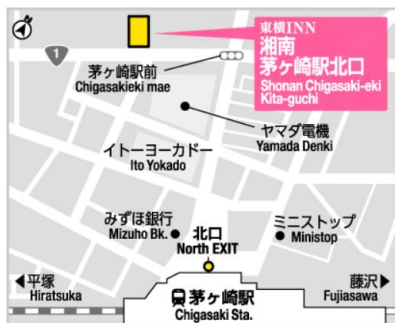 東横INN
湘南
茅ヶ崎駅北口
Shonan Chigasaki-eki
Kita-guchi
1
茅ヶ崎駅前
Chigasakieki mae
ヤマダ電機
Yamada Denki
イトーヨーカドー
Ito Yokado
みずほ銀行
Mizuho Bk.
北口
North EXIT
ミニストップ
Ministop
平塚
Hiratsuka
藤沢
Fujiasawa
茅ヶ崎駅
Chigasaki Sta.